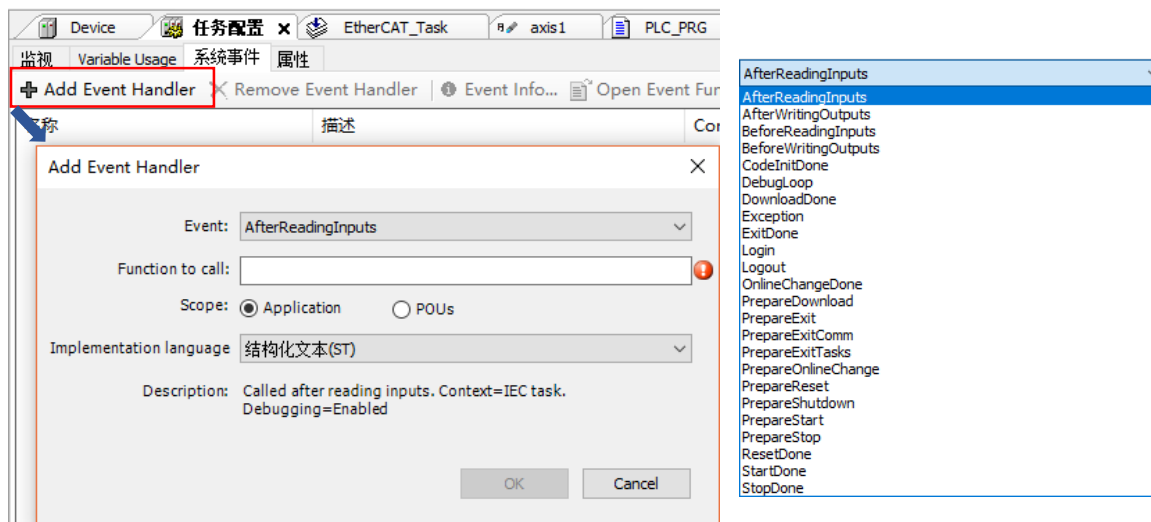 Device 任务配置 EtherCAT_Task axis1 PLC_PRG
监视 Variable Usage 系统事件 属性
Add Event Handler Remove Event Handler Event Info... Open Event Fun
名称 描述 Con
Add Event Handler
Event: AfterReadingInputs
Function to call:
Scope: Application POUs
Implementation language 结构化文本(ST)
Description: Called after reading inputs. Context=IEC task.
Debugging=Enabled
OK Cancel
AfterReadingInputs
AfterReadingInputs
AfterWritingOutputs
BeforeReadingInputs
BeforeWritingOutputs
CodeInitDone
DebugLoop
DownloadDone
Exception
ExitDone
Login
Logout
OnlineChangeDone
PrepareDownload
PrepareExit
PrepareExitComm
PrepareExitTasks
PrepareOnlineChange
PrepareReset
PrepareShutdown
PrepareStart
PrepareStop
ResetDone
StartDone
StopDone